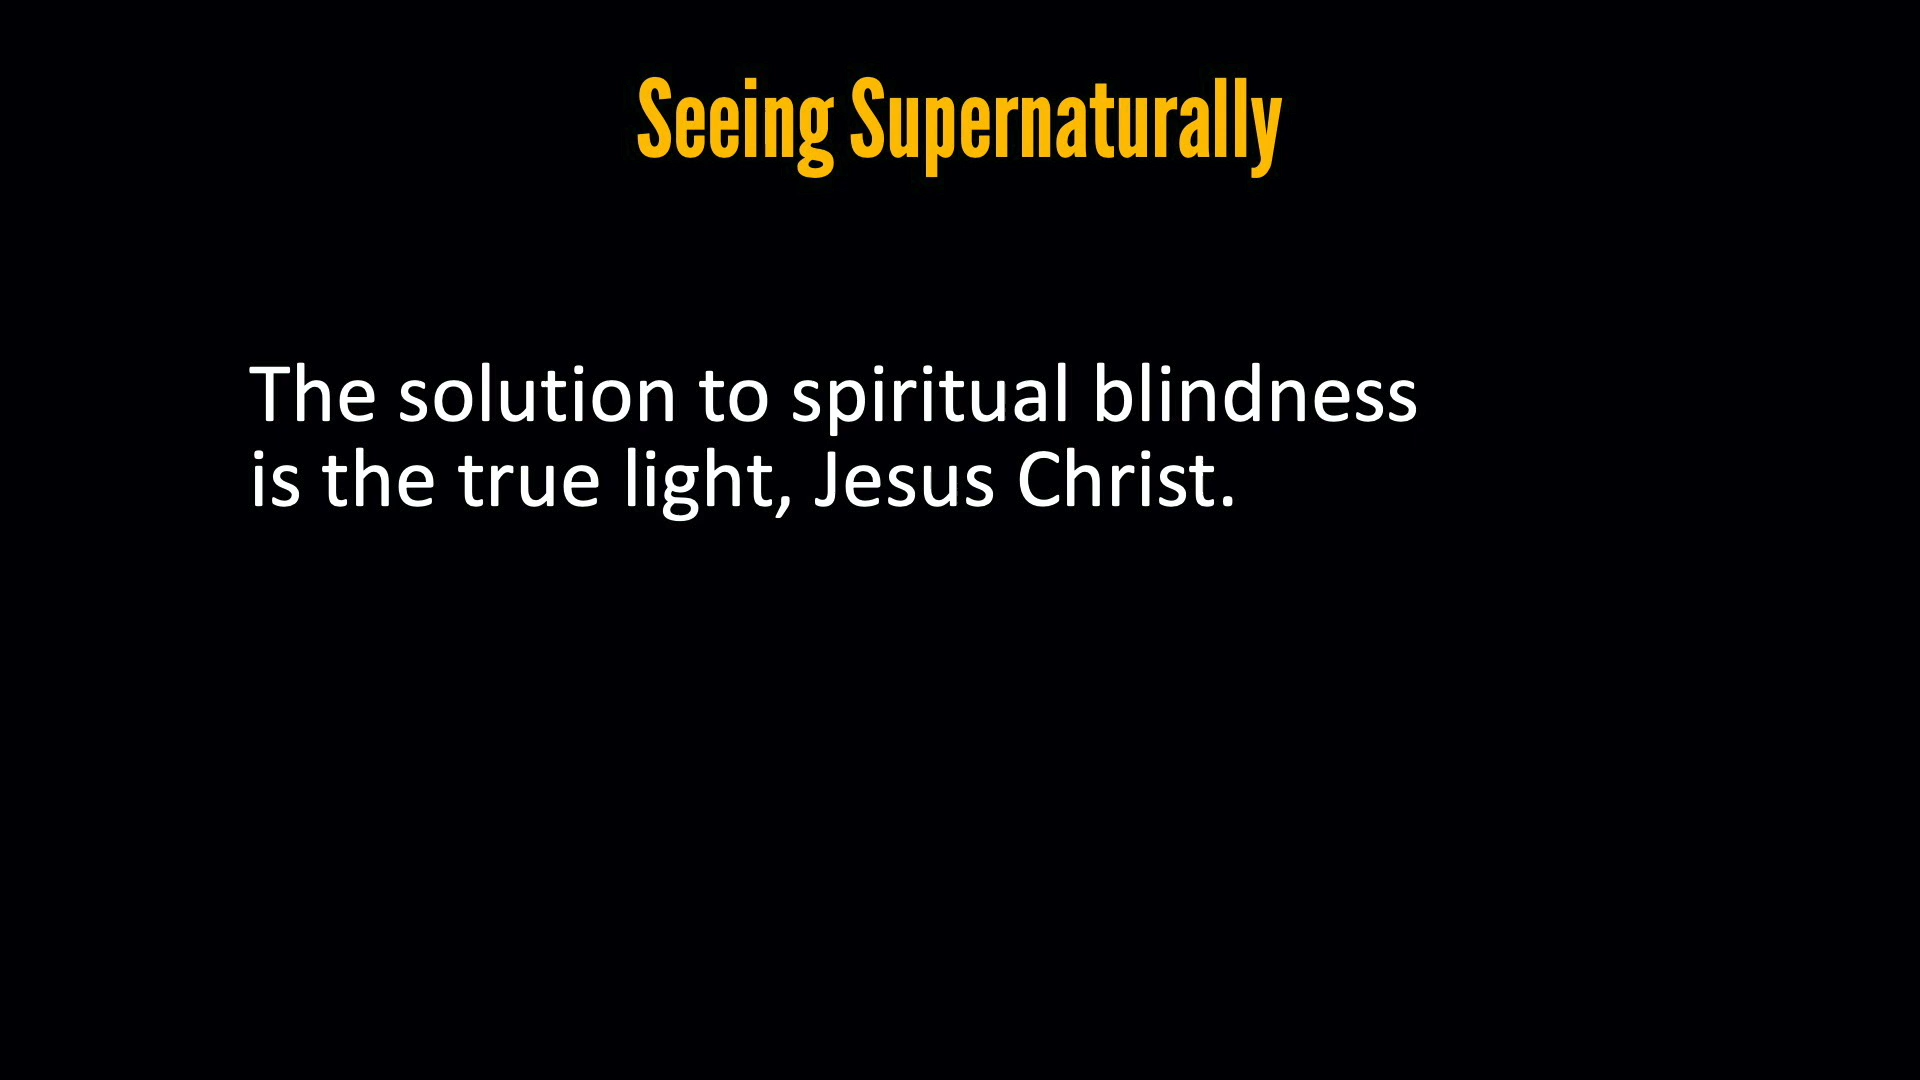 Seeing Supernaturally
The solution to spiritual blindness
is the true light, Jesus Christ.